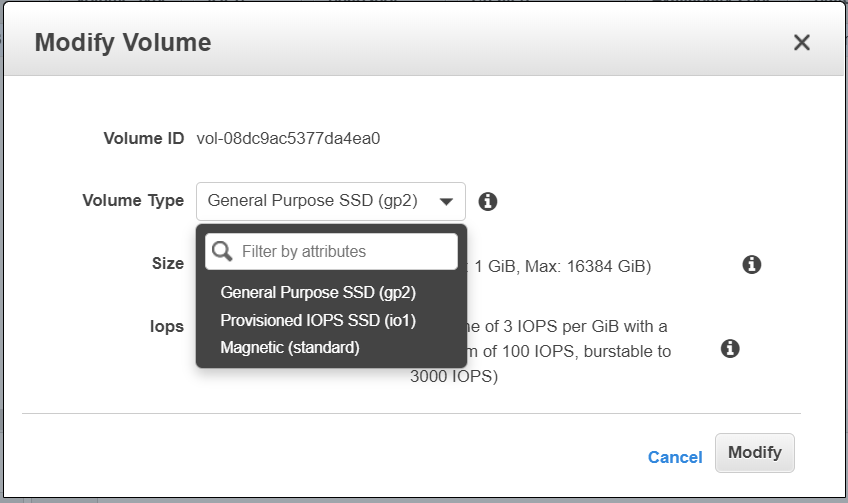 Modify Volume
Volume ID vol-08dc9ac5377da4ea0
Volume Type General Purpose SSD (gp2)
Filter by attributes
Size 1 GiB, Max: 16384 GiB)
General Purpose SSD (gp2)
Provisioned IOPS SSD (io1)
Magnetic (standard)
Iops of 3 IOPS per GiB with a
of 100 IOPS, burstable to
3000 IOPS)
Cancel Modify